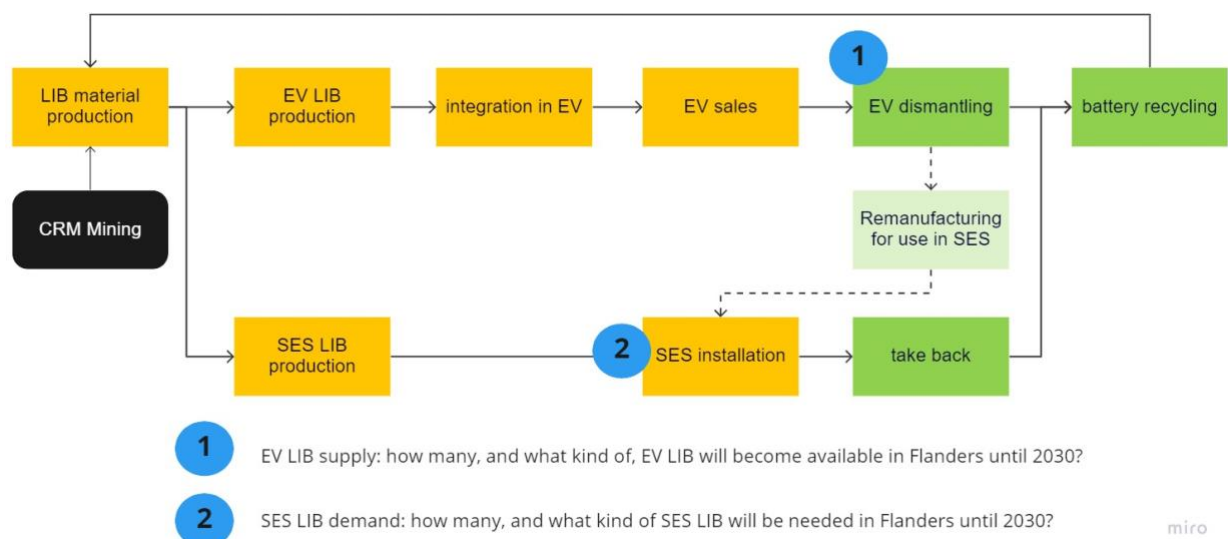 1
LIB material
production
EV LIB
production
integration in EV
EV sales
EV dismantling
battery recycling
CRM Mining
Remanufacturing
for use in SES
SES LIB
production
2
SES installation
take back
1
EV LIB supply: how many, and what kind of, EV LIB will become available in Flanders until 2030?
2
SES LIB demand: how many, and what kind of SES LIB will be needed in Flanders until 2030?
miro